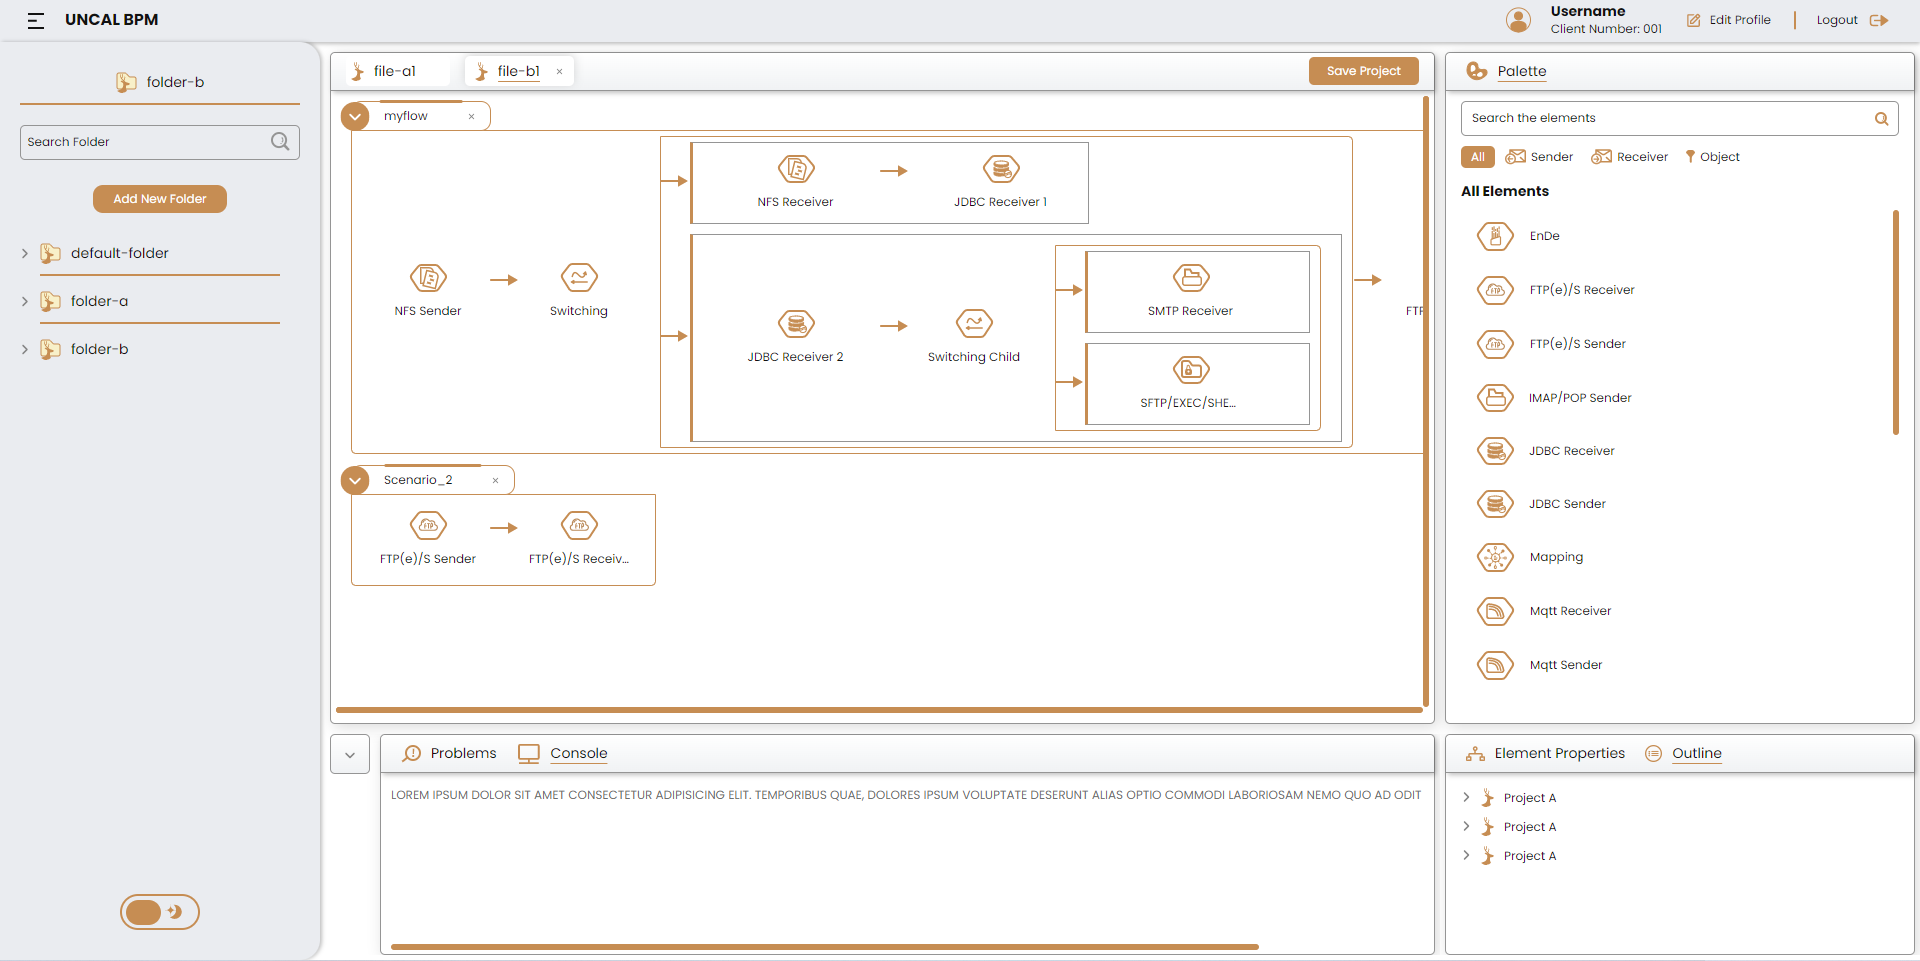 UNCAL BPM
Username
Client Number: 001
Edit Profile
Logout
folder-b
Search Folder
Add New Folder
default-folder
folder-a
folder-b
file-a1
file-b1 ×
Save Project
myflow ×
NFS Sender
Switching
NFS Receiver
JDBC Receiver 1
JDBC Receiver 2
Switching Child
SMTP Receiver
SFTP/EXEC/SHE...
FTP
Scenario_2 ×
FTP
FTP
FTP(e)/S Sender
FTP(e)/S Receiv...
Palette
Search the elements
All
Sender
Receiver
Object
All Elements
EnDe
FTP
FTP(e)/S Receiver
FTP
FTP(e)/S Sender
IMAP/POP Sender
JDBC Receiver
JDBC Sender
Mapping
Mqtt Receiver
Mqtt Sender
Problems
Console
LOREM IPSUM DOLOR SIT AMET CONSECTETUR ADIPISICING ELIT. TEMPORIBUS QUAE, DOLORES IPSUM VOLUPTATE DESERUNT ALIAS OPTIO COMMODI LABORIOSAM NEMO QUO AD ODIT
Element Properties
Outline
Project A
Project A
Project A